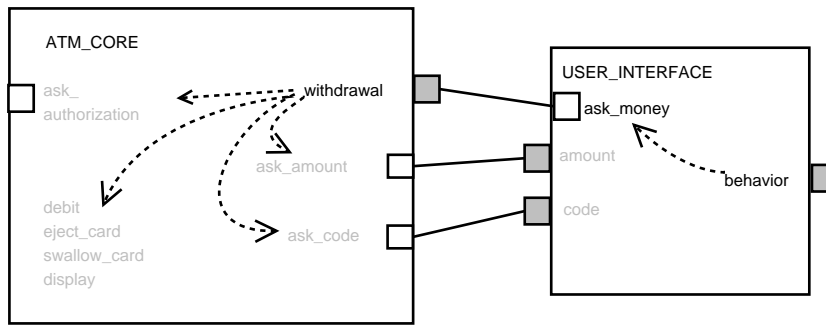 ATM_CORE
ask_
authorization
withdrawal
ask_amount
debit
eject_card
swallow_card
display
ask_code
USER_INTERFACE
ask_money
amount
behavior
code